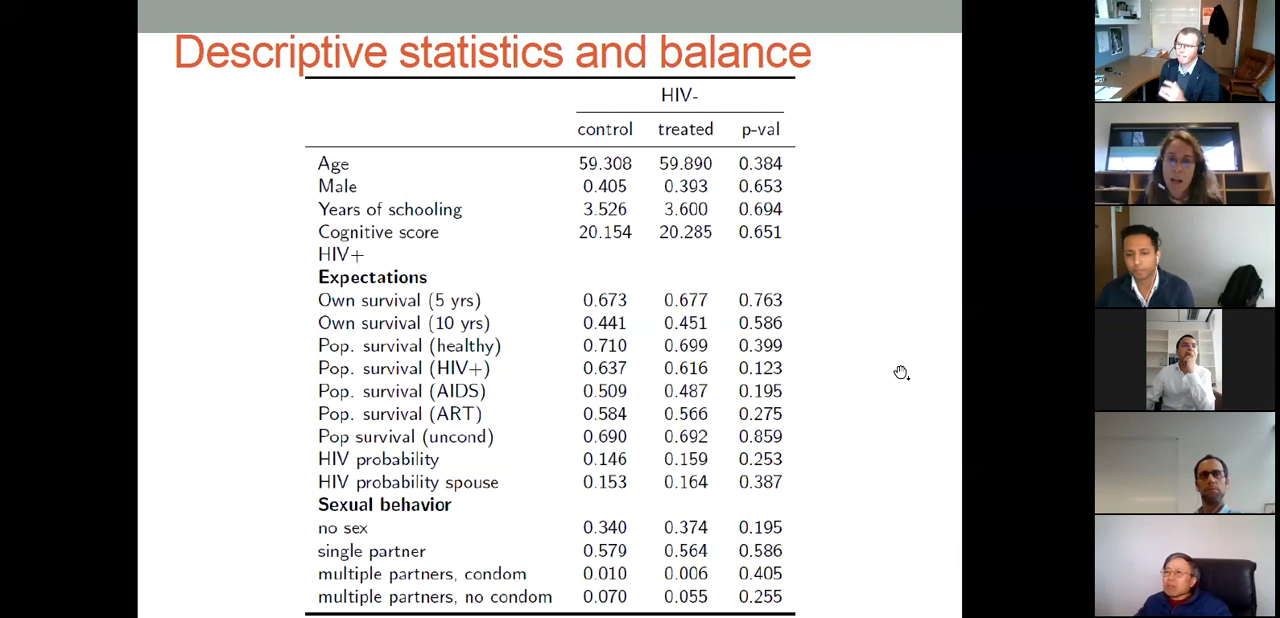 Descriptive statistics and balance
HIV-
control treated p-val
Age 59.308 59.890 0.384
Male 0.405 0.393 0.653
Years of schooling 3.526 3.600 0.694
Cognitive score 20.154 20.285 0.651
HIV+
Expectations
Own survival (5 yrs) 0.673 0.677 0.763
Own survival (10 yrs) 0.441 0.451 0.586
Pop. survival (healthy) 0.710 0.699 0.399
Pop. survival (HIV+) 0.637 0.616 0.123
Pop. survival (AIDS) 0.509 0.487 0.195
Pop. survival (ART) 0.584 0.566 0.275
Pop survival (uncond) 0.690 0.692 0.859
HIV probability 0.146 0.159 0.253
HIV probability spouse 0.153 0.164 0.387
Sexual behavior
no sex 0.340 0.374 0.195
single partner 0.579 0.564 0.586
multiple partners, condom 0.010 0.006 0.405
multiple partners, no condom 0.070 0.055 0.255